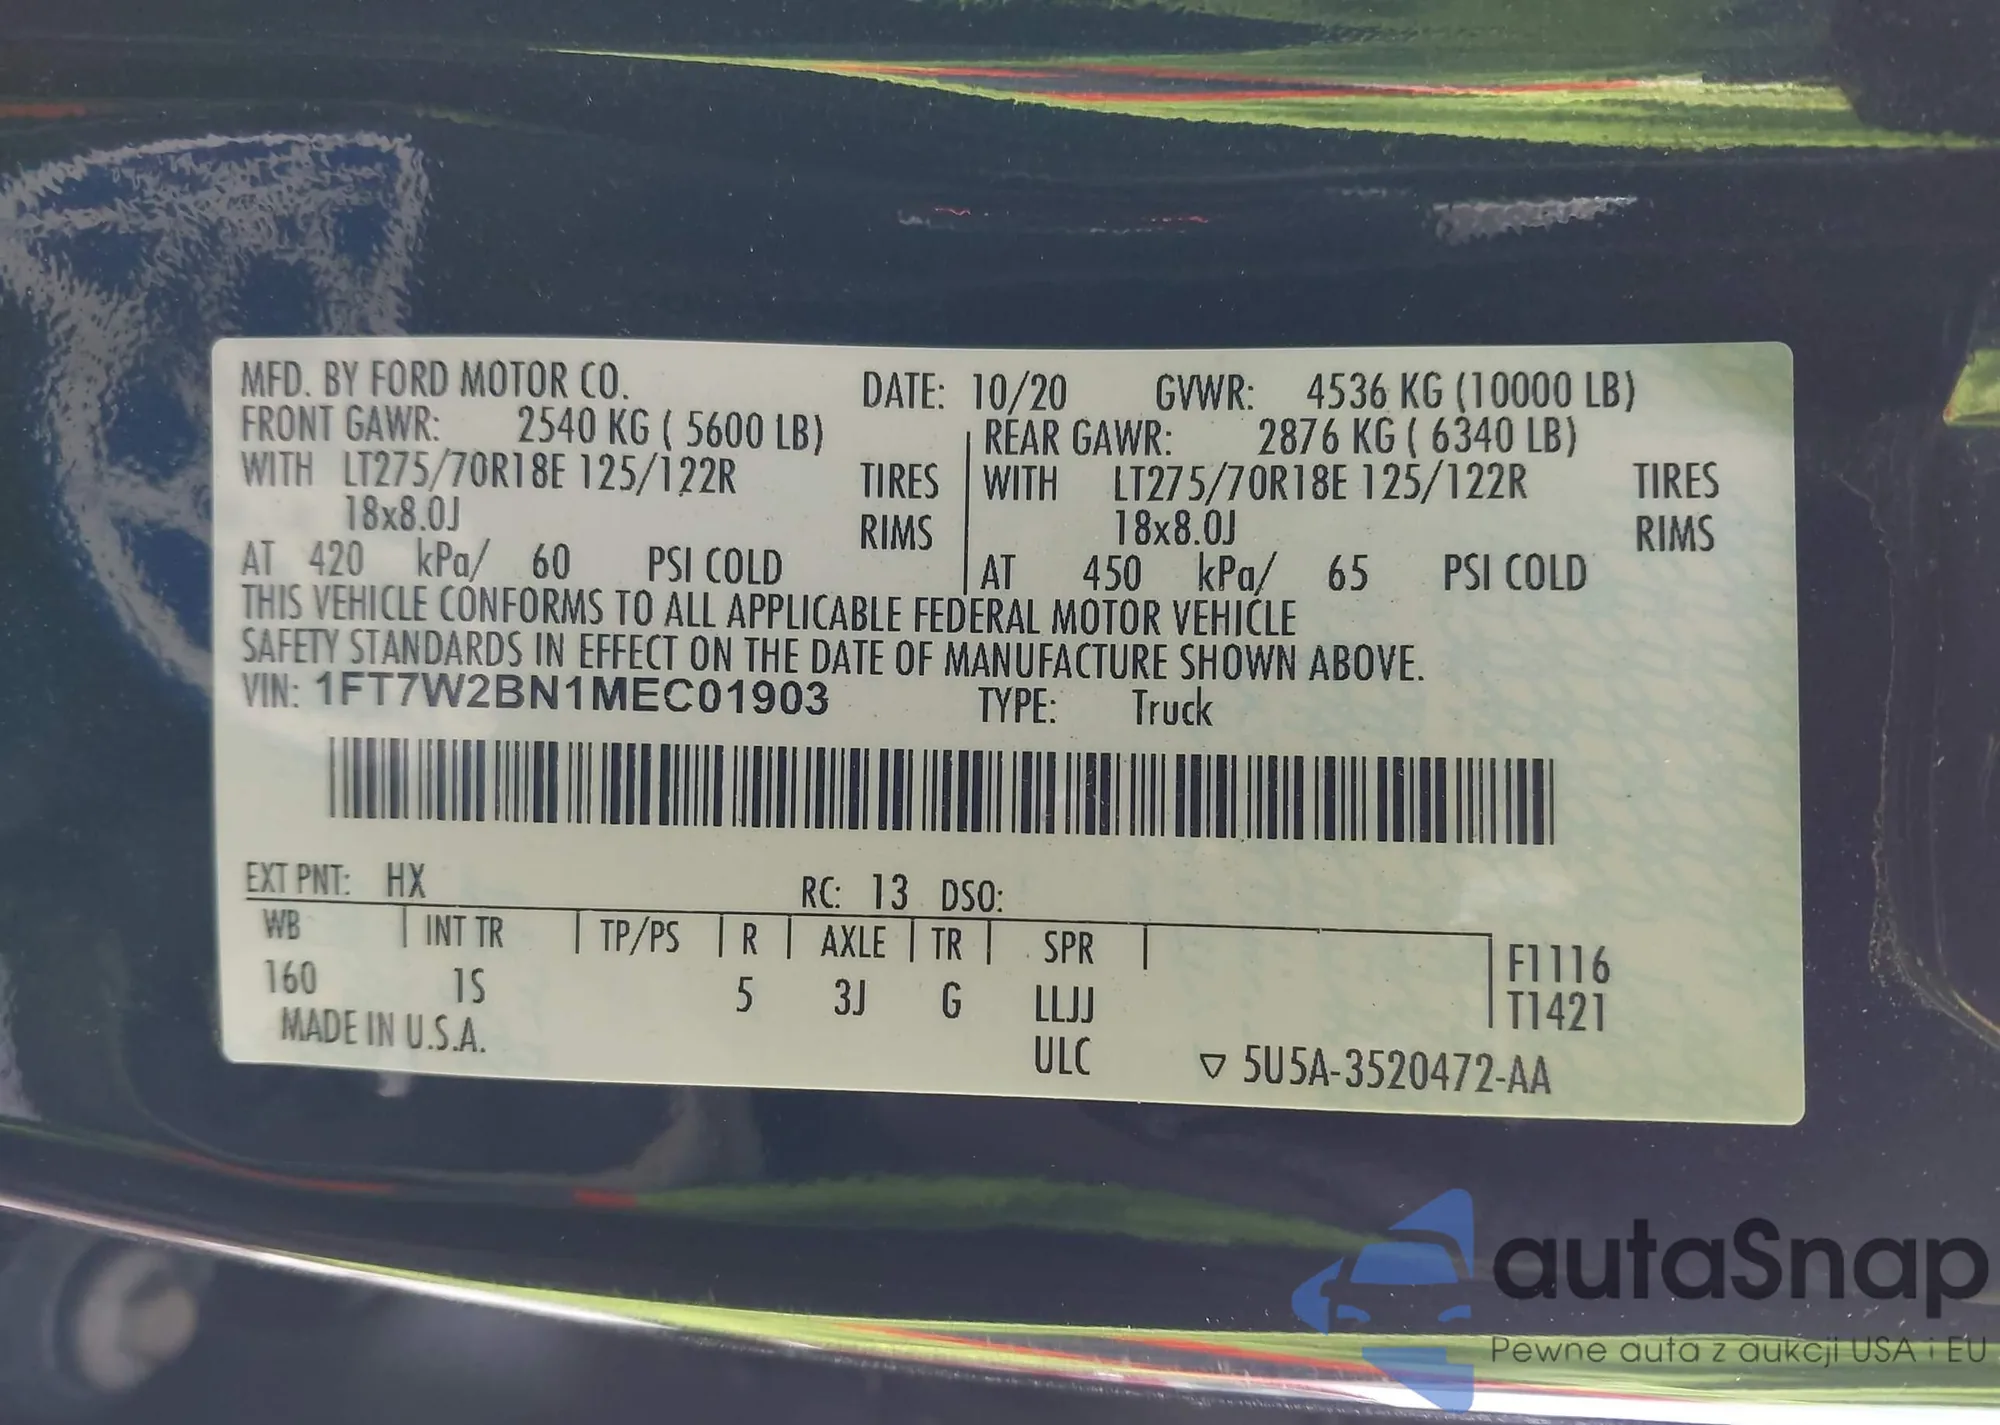 MFD. BY FORD MOTOR CO. DATE: 10/20 GVWR: 4536 KG (10000 LB)
FRONT GAWR: 2540 KG ( 5600 LB) REAR GAWR: 2876 KG ( 6340 LB)
WITH LT275/70R18E 125/122R TIRES WITH LT275/70R18E 125/122R TIRES
18x8.0J RIMS 18x8.0J RIMS
AT 420 kPa/ 60 PSI COLD AT 450 kPa/ 65 PSI COLD
THIS VEHICLE CONFORMS TO ALL APPLICABLE FEDERAL MOTOR VEHICLE
SAFETY STANDARDS IN EFFECT ON THE DATE OF MANUFACTURE SHOWN ABOVE.
VIN: 1FT7W2BN1MEC01903 TYPE: Truck
EXT PNT: HX RC: 13 DSO:
WB INT TR TP/PS R AXLE TR SPR F1116
160 1S 5 3J G LLJJ T1421
MADE IN U.S.A. ULC ▽ 5U5A-3520472-AA
autaSnap
Pewne auta z aukcji USA i EU